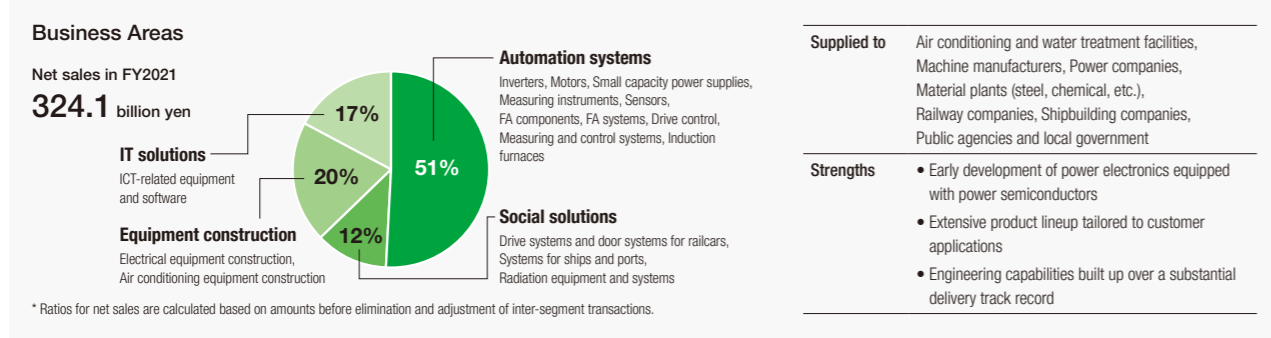 Business Areas
Net sales in FY2021
324.1 billion yen
17%
51%
20%
12%
Automation systems
Inverters, Motors, Small capacity power supplies,
Measuring instruments, Sensors,
FA components, FA systems, Drive control,
Measuring and control systems, Induction
furnaces
IT solutions
ICT-related equipment
and software
Equipment construction
Electrical equipment construction,
Air conditioning equipment construction
Social solutions
Drive systems and door systems for railcars,
Systems for ships and ports,
Radiation equipment and systems
* Ratios for net sales are calculated based on amounts before elimination and adjustment of inter-segment transactions.
Supplied to
Air conditioning and water treatment facilities,
Machine manufacturers, Power companies,
Material plants (steel, chemical, etc.),
Railway companies, Shipbuilding companies,
Public agencies and local government
Strengths
• Early development of power electronics equipped
with power semiconductors
• Extensive product lineup tailored to customer
applications
• Engineering capabilities built up over a substantial
delivery track record